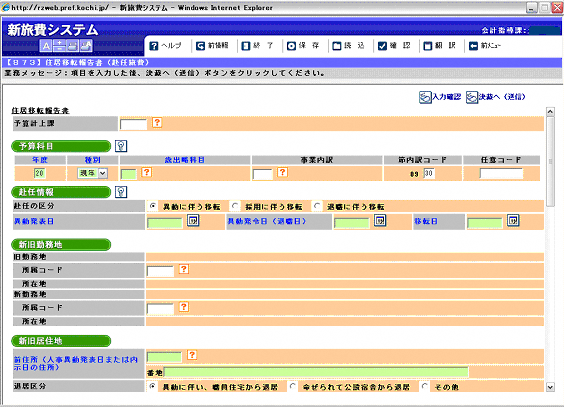 http://rzweb.pref.kochi.jp/ - 新旅費システム - Windows Internet Explorer
新旅費システム
会計指導課:
ヘルプ 前情報 終 了 保 存 読 込 確 認 翻 訳 前メニュー
【S73】住居移転報告書（赴任旅費）
業務メッセージ：項目を入力した後、決裁へ（送信）ボタンをクリックしてください。
入力確認 決裁へ（送信）
住居移転報告書
予算計上課
予算科目
年度 種別 歳出略科目 事業内訳 節内訳コード 任意コード
20 現年 09 30
赴任情報
赴任の区分 異動に伴う移転 採用に伴う移転 退職に伴う移転
異動発表日 異動発令日（退職日） 移転日
新旧勤務地
旧勤務地
所属コード
所在地
新勤務地
所属コード
所在地
新旧居住地
前住所（人事異動発表日または内
示日の住所）
番地
退居区分 異動に伴い、職員住宅から退居 命ぜられて公設宿舎から退居 その他